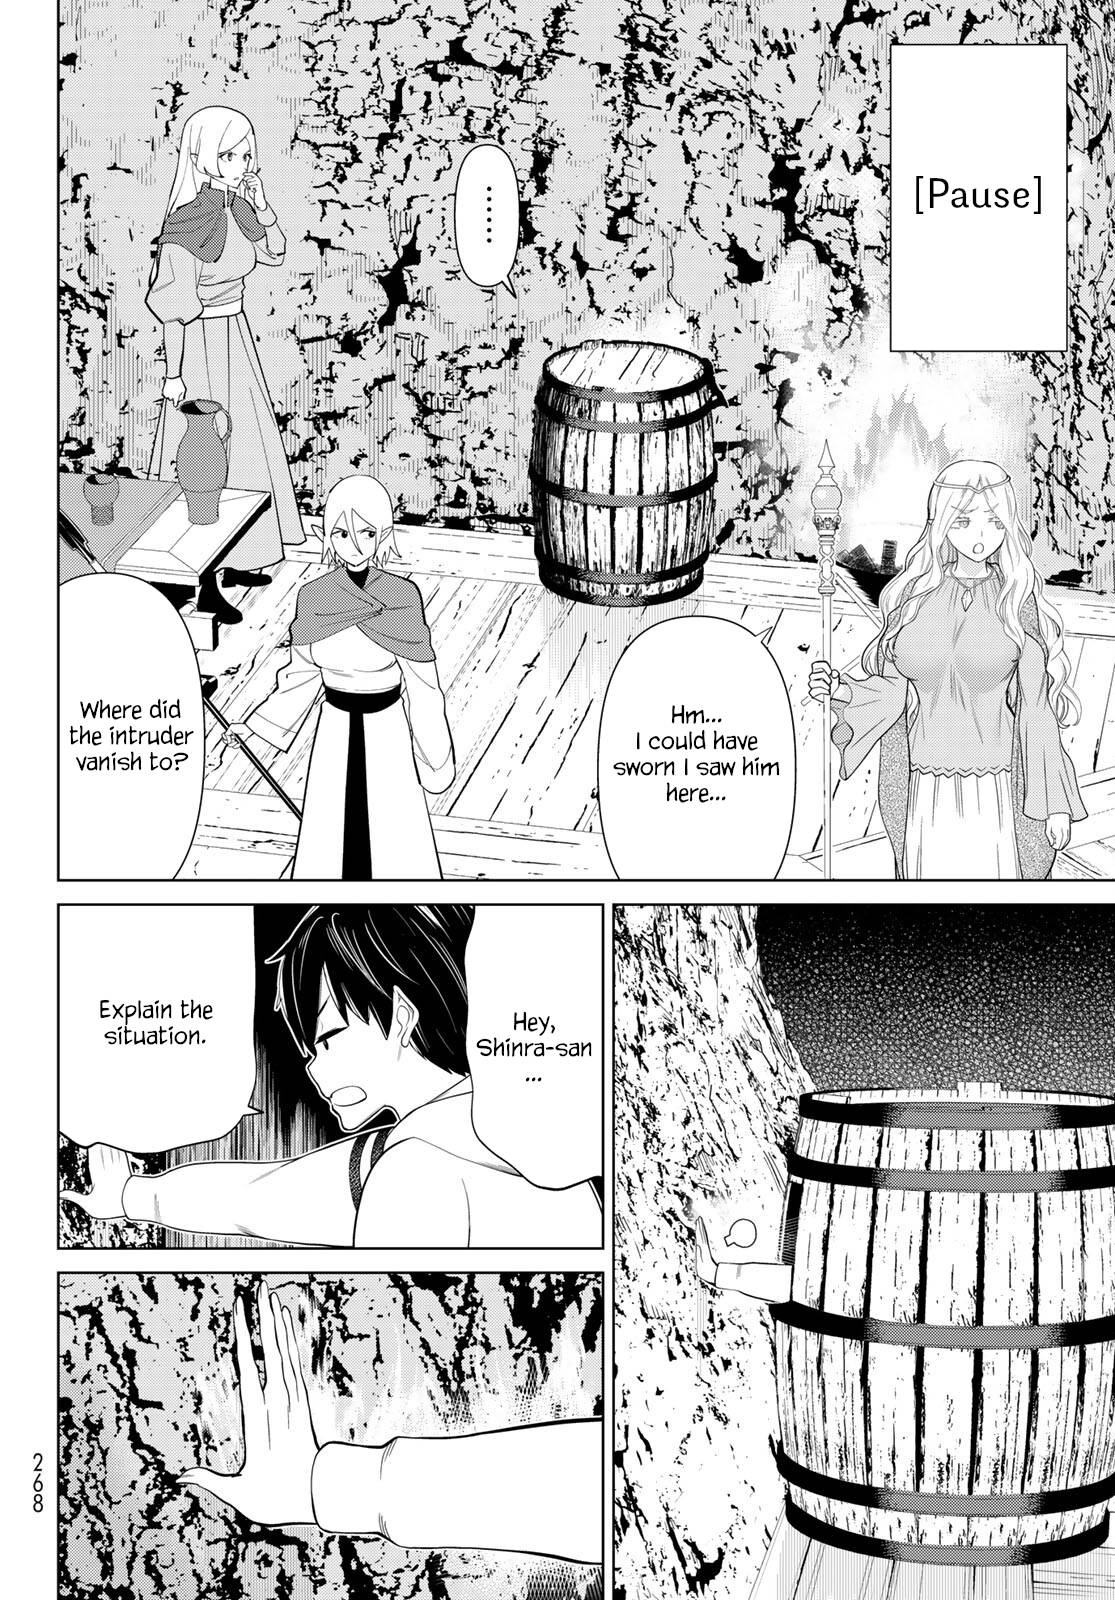 [Pause]
........
Hm...
I could have
sworn I saw him
here...
Where did
the intruder
vanish to?
Hey,
Shinra-san
...
Explain the
situation.
268